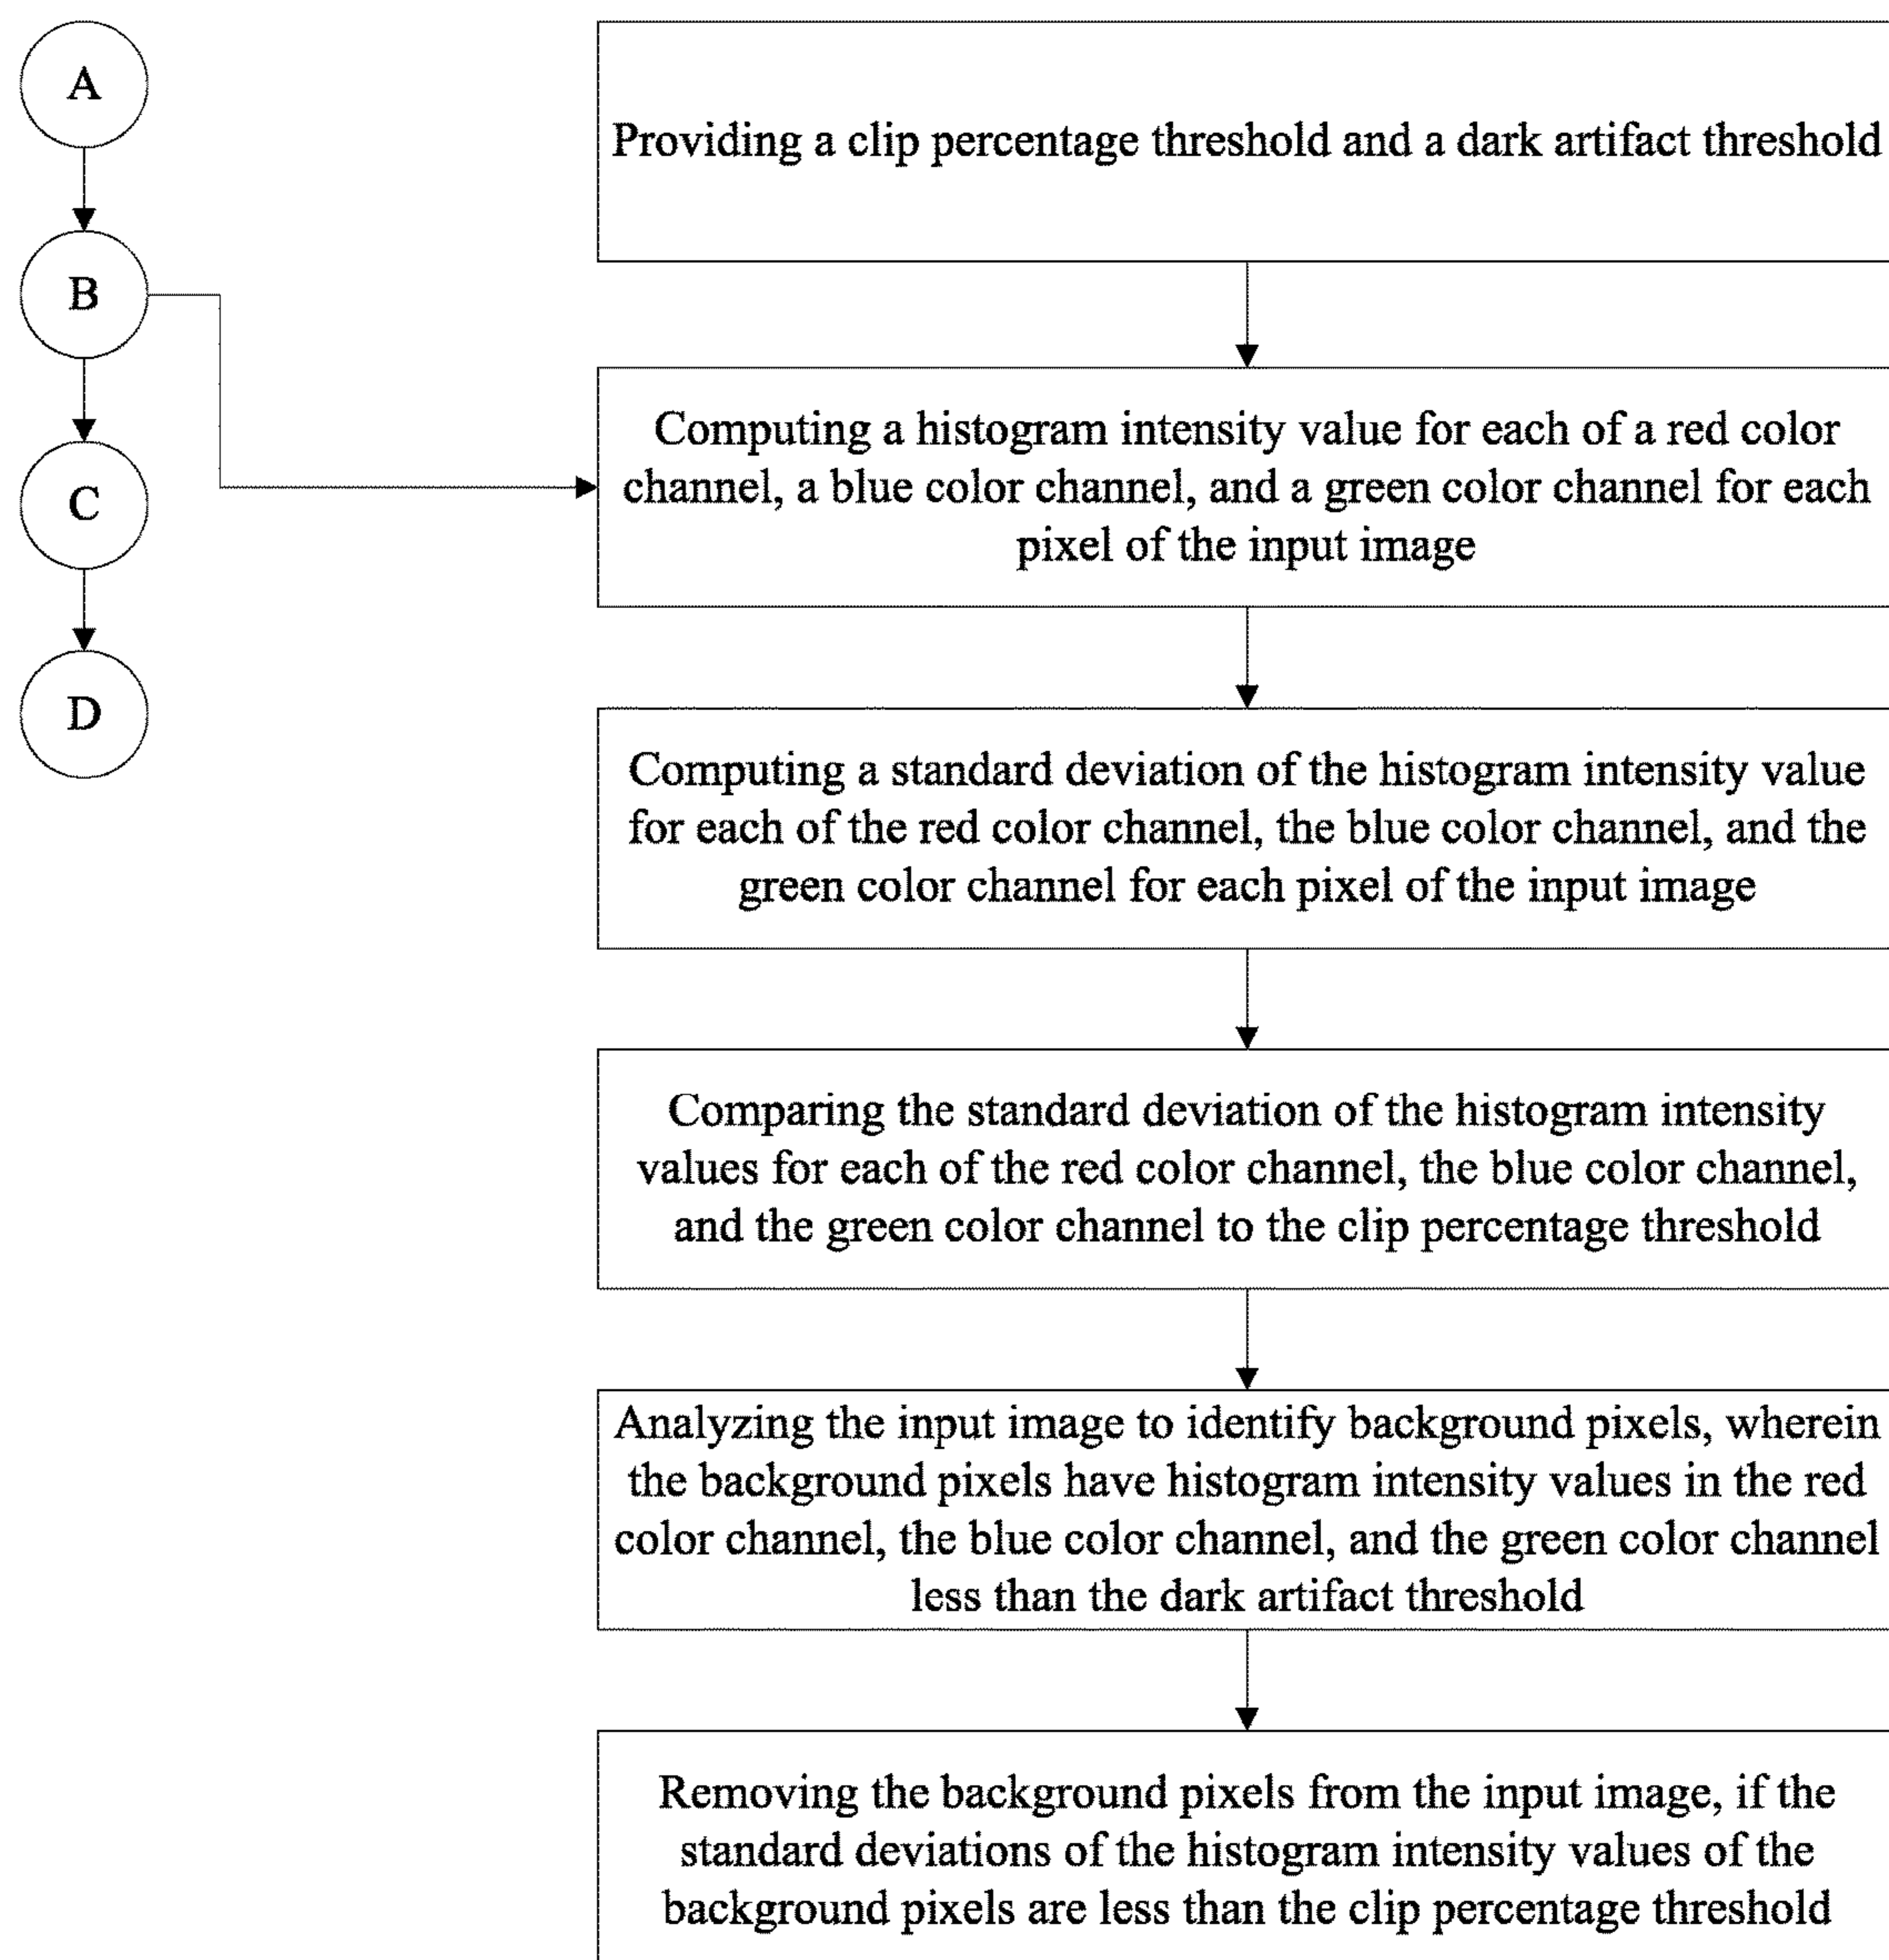 A
B
C
D
Providing a clip percentage threshold and a dark artifact threshold
Computing a histogram intensity value for each of a red color
channel, a blue color channel, and a green color channel for each
pixel of the input image
Computing a standard deviation of the histogram intensity value
for each of the red color channel, the blue color channel, and the
green color channel for each pixel of the input image
Comparing the standard deviation of the histogram intensity
values for each of the red color channel, the blue color channel,
and the green color channel to the clip percentage threshold
Analyzing the input image to identify background pixels, wherein
the background pixels have histogram intensity values in the red
color channel, the blue color channel, and the green color channel
less than the dark artifact threshold
Removing the background pixels from the input image, if the
standard deviations of the histogram intensity values of the
background pixels are less than the clip percentage threshold